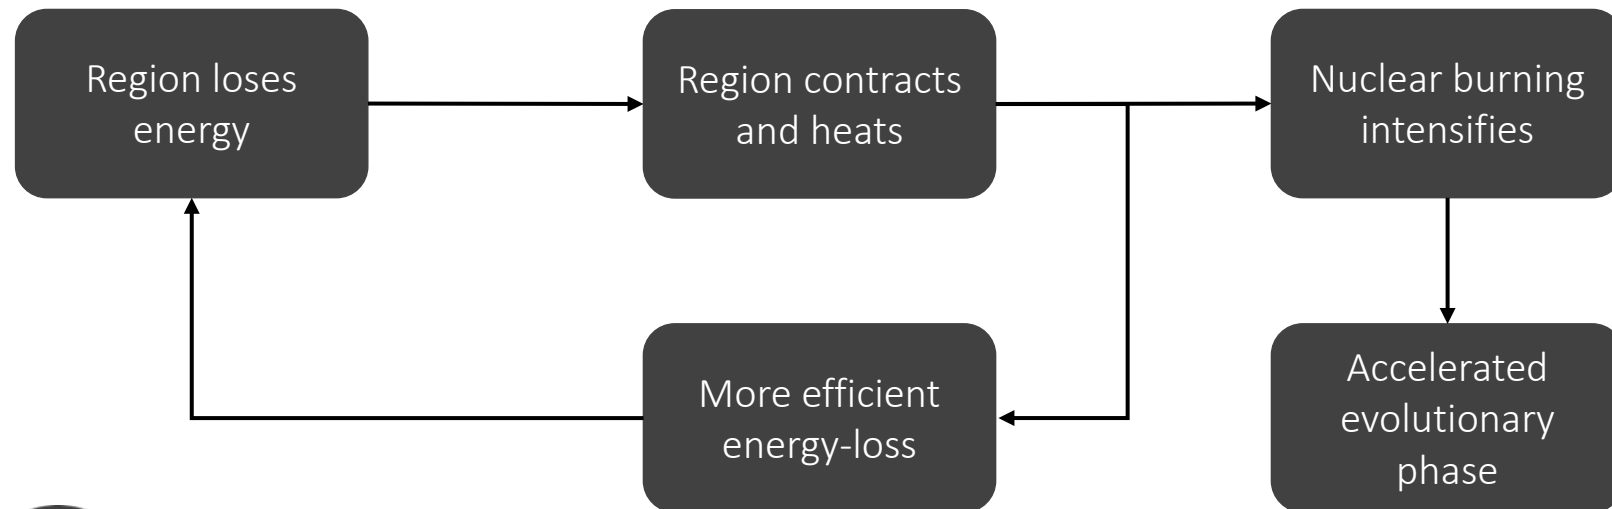 Region loses
energy
Region contracts
and heats
Nuclear burning
intensifies
More efficient
energy-loss
Accelerated
evolutionary
phase